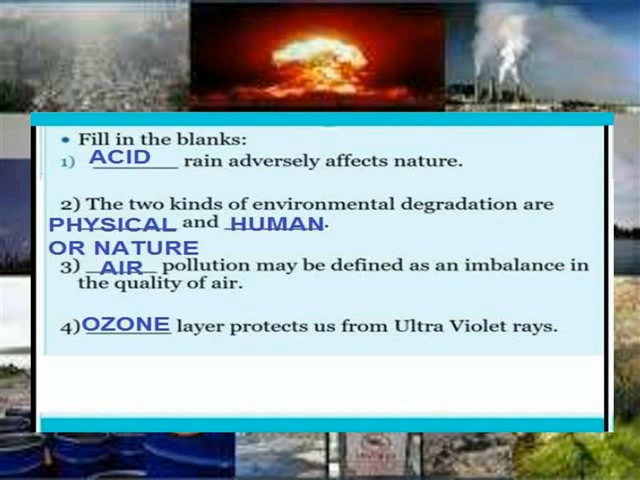 • Fill in the blanks:
1) ACID rain adversely affects nature.
2) The two kinds of environmental degradation are
PHYSICAL and HUMAN.
OR NATURE
3) AIR pollution may be defined as an imbalance in
the quality of air.
4) OZONE layer protects us from Ultra Violet rays.